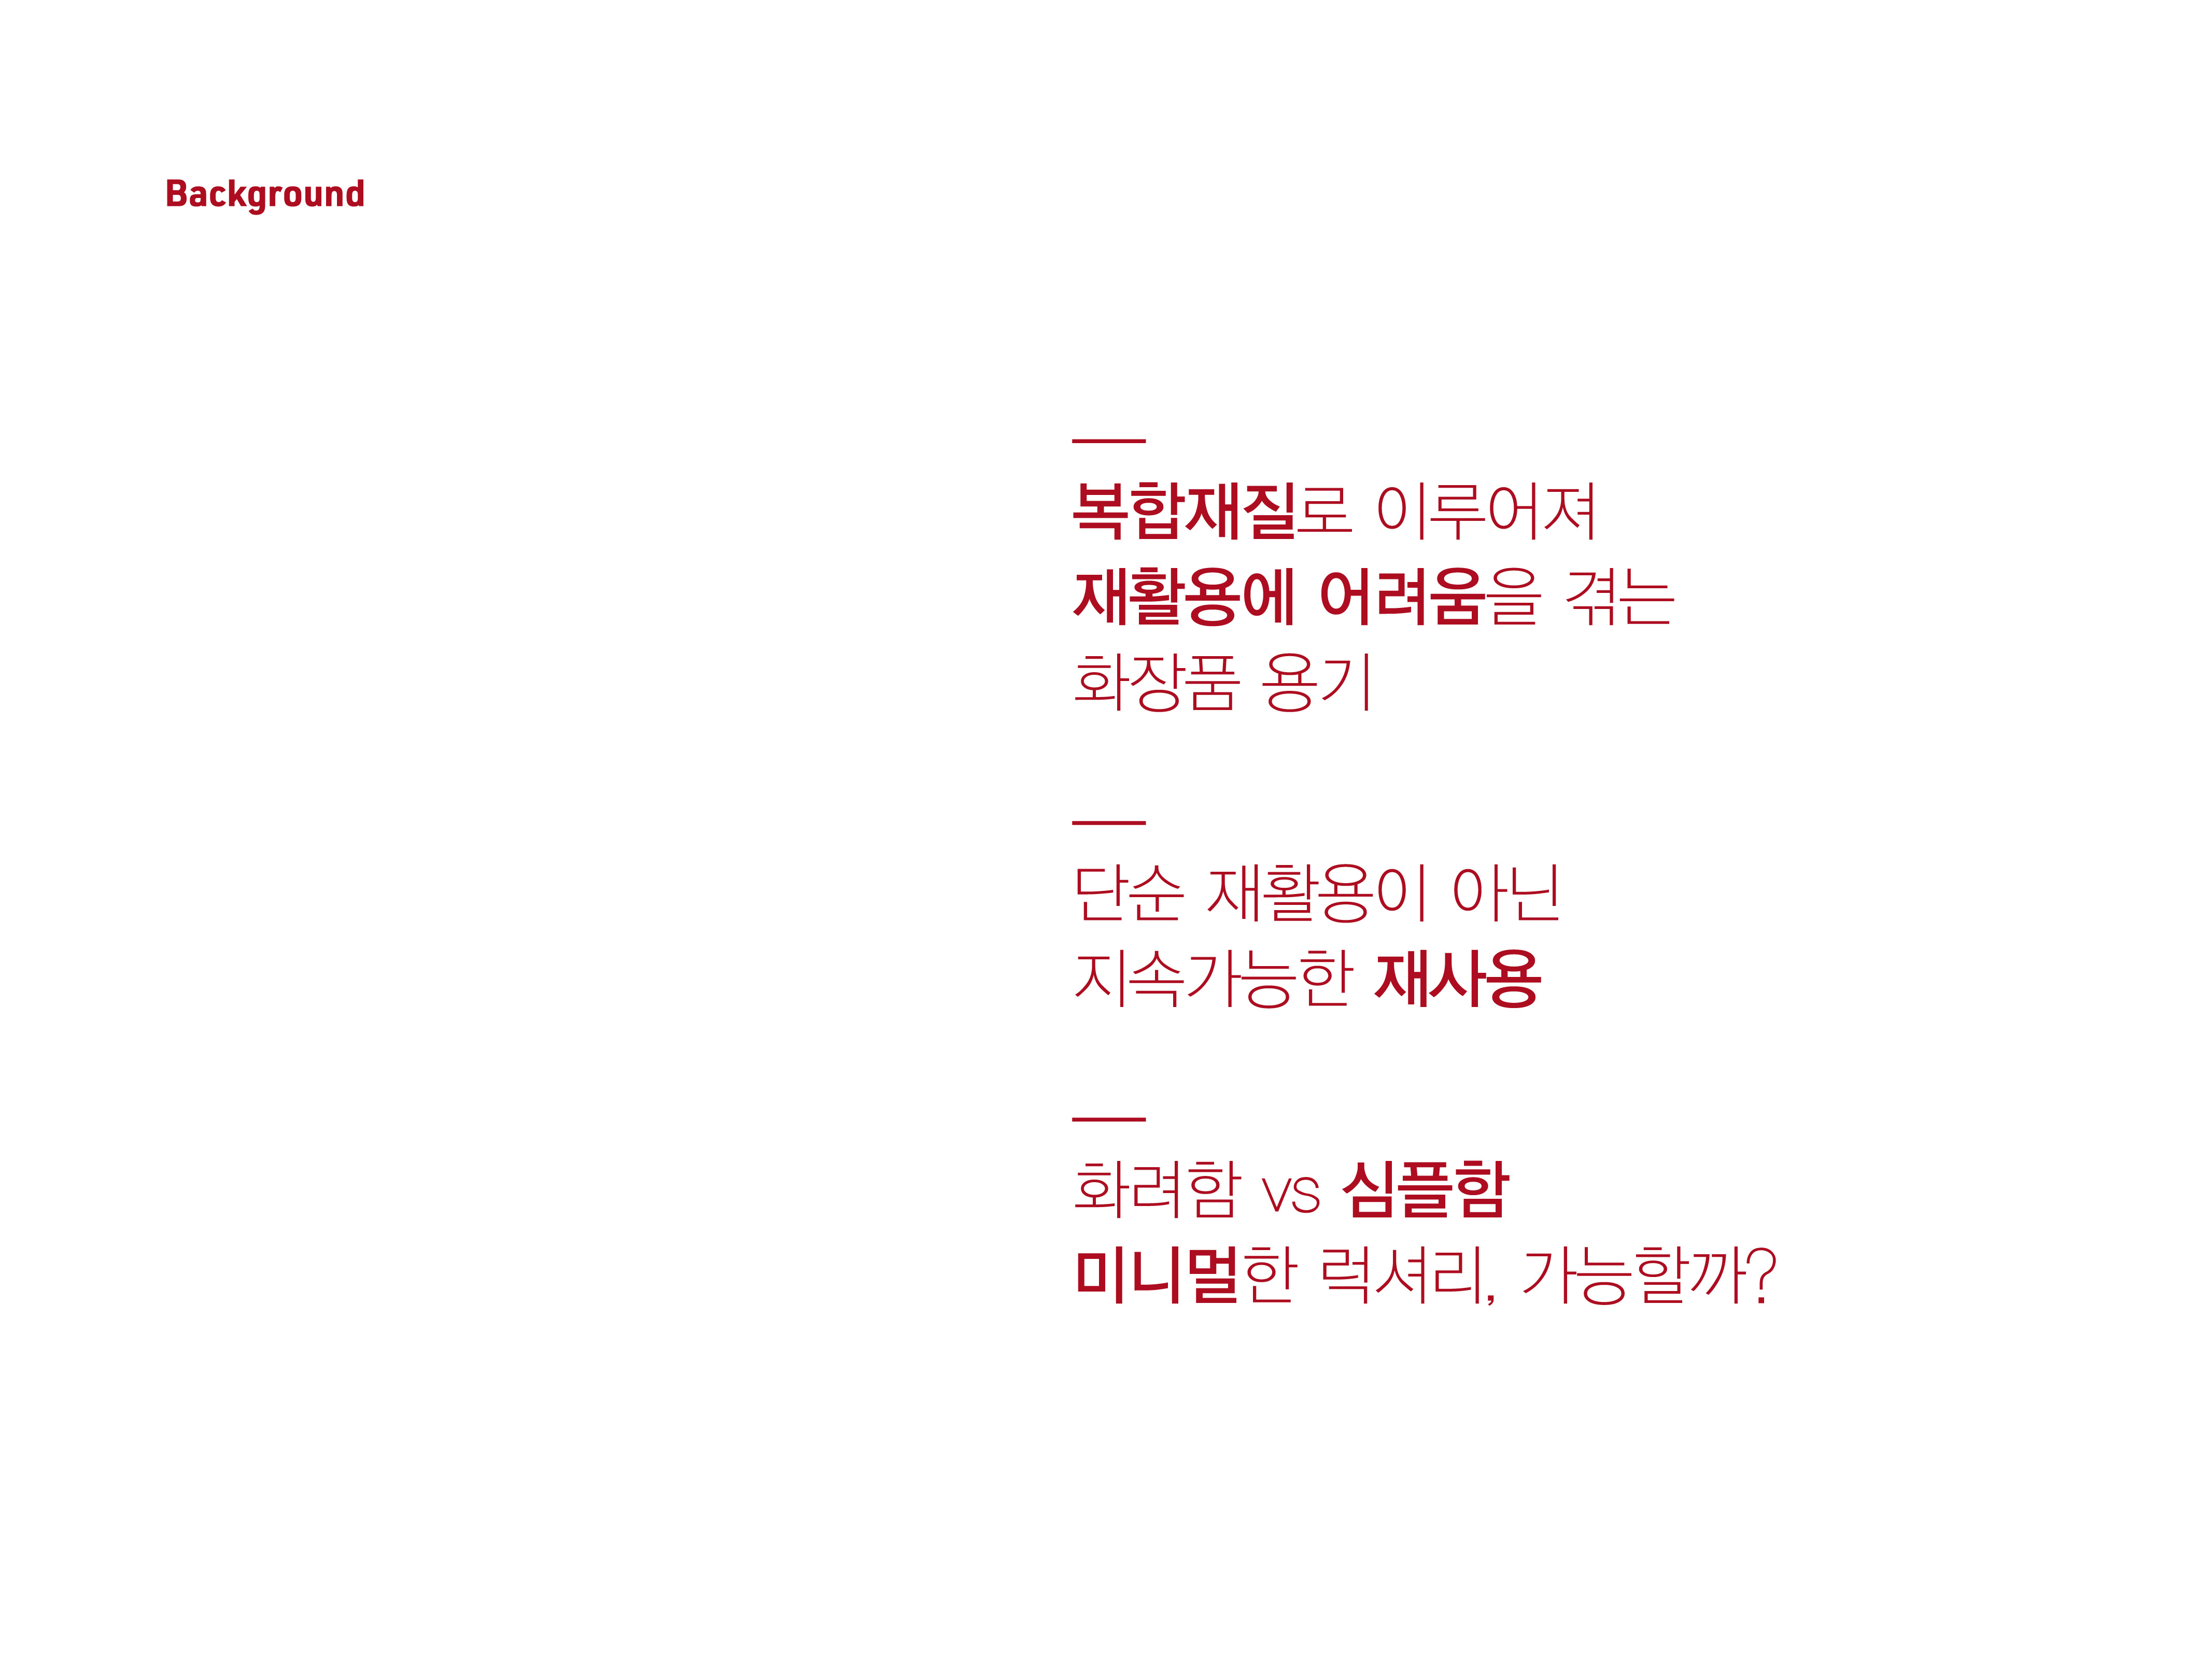 Background
복합재질로 이루어져
재활용에 어려움을 겪는
화장품 용기
단순 재활용이 아닌
지속가능한 재사용
화려함 vs 심플함
미니멀한 럭셔리, 가능할까?